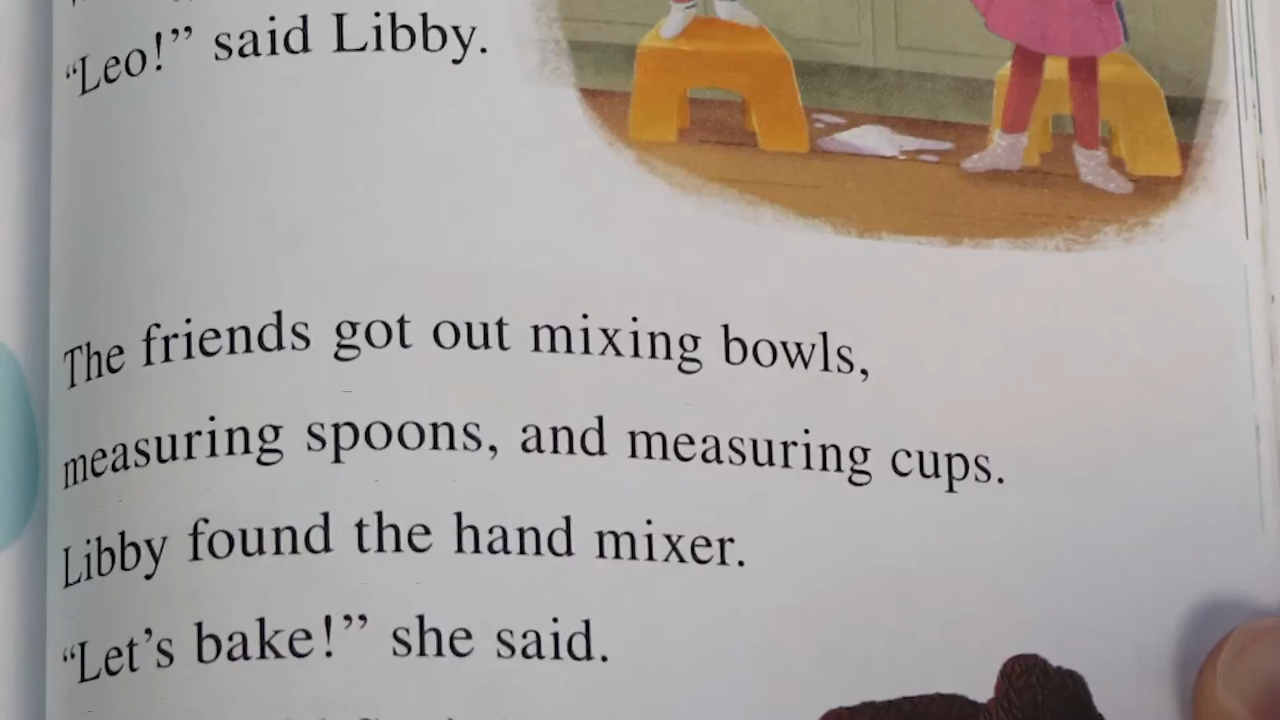 “Leo!” said Libby.
The friends got out mixing bowls,
measuring spoons, and measuring cups.
Libby found the hand mixer.
“Let’s bake!” she said.